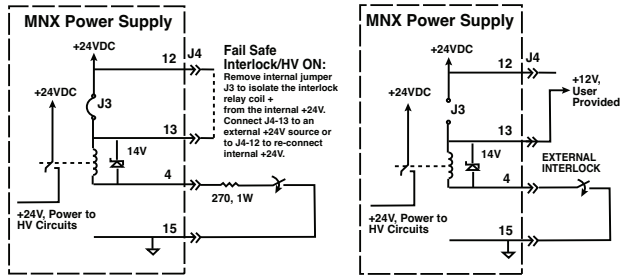 MNX Power Supply
+24VDC
12
J4
+24VDC
J3
13
14V
4
270, 1W
+24V, Power to
HV Circuits
15
Fail Safe
Interlock/HV ON:
Remove internal jumper
J3 to isolate the interlock
relay coil +
from the internal +24V.
Connect J4-13 to an
external +24V source or
to J4-12 to re-connect
internal +24V.
MNX Power Supply
+24VDC
12
J4
+12V,
User
Provided
+24VDC
J3
13
14V
EXTERNAL
INTERLOCK
4
+24V, Power to
HV Circuits
15